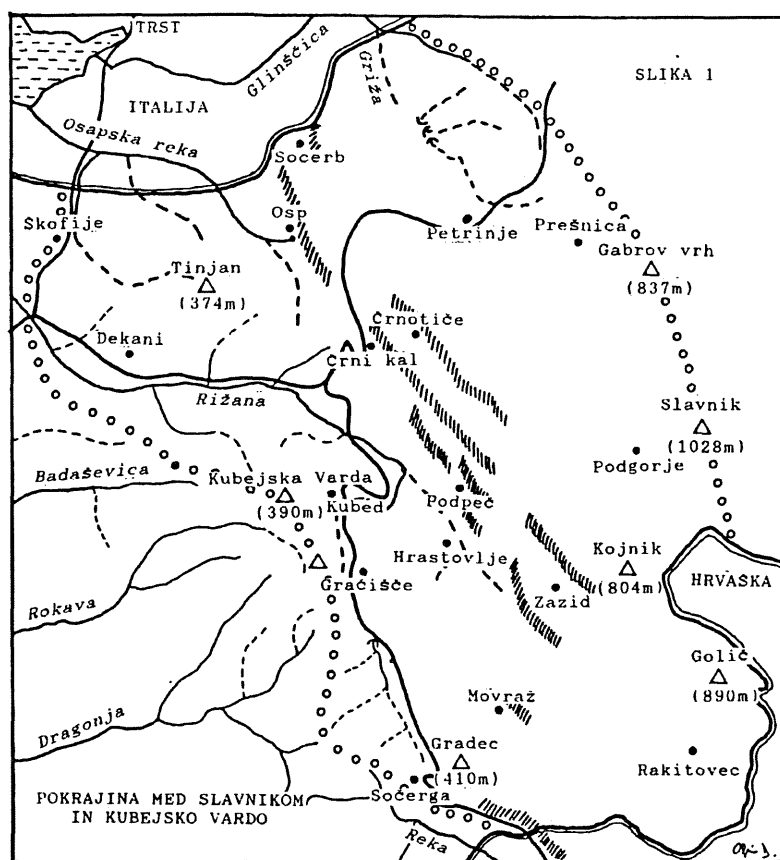 TRST
SLIKA 1
Glinščica
Griža
ITALIJA
Osapska reka
Socerb
Osp
Skofije
Petrinje
Prešnica
Gabrov vrh
(837m)
Tinjan
(374m)
Črnotiče
Dekani
Črni kal
Rižana
Slavnik
(1028m)
Podgorje
Badaševica
Kubejska Varda
(390m)
Kubed
Podpeč
Hrastovlje
Kojnik
(804m)
HRVAŠKA
Gračišče
Zazid
Rokava
Golič
(890m)
Movraž
Dragonja
Gradec
(410m)
Rakitovec
Sočerga
POKRAJINA MED SLAVNIKOM
IN KUBEJSKO VARDO
Reka